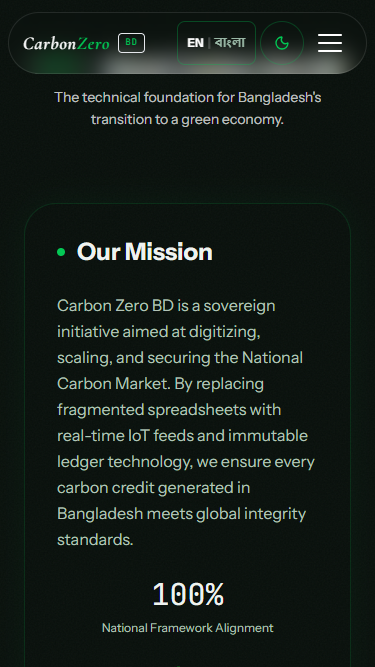 CarbonZero BD EN | বাংলা
The technical foundation for Bangladesh's
transition to a green economy.
Our Mission
Carbon Zero BD is a sovereign
initiative aimed at digitizing,
scaling, and securing the National
Carbon Market. By replacing
fragmented spreadsheets with
real-time IoT feeds and immutable
ledger technology, we ensure every
carbon credit generated in
Bangladesh meets global integrity
standards.
100%
National Framework Alignment